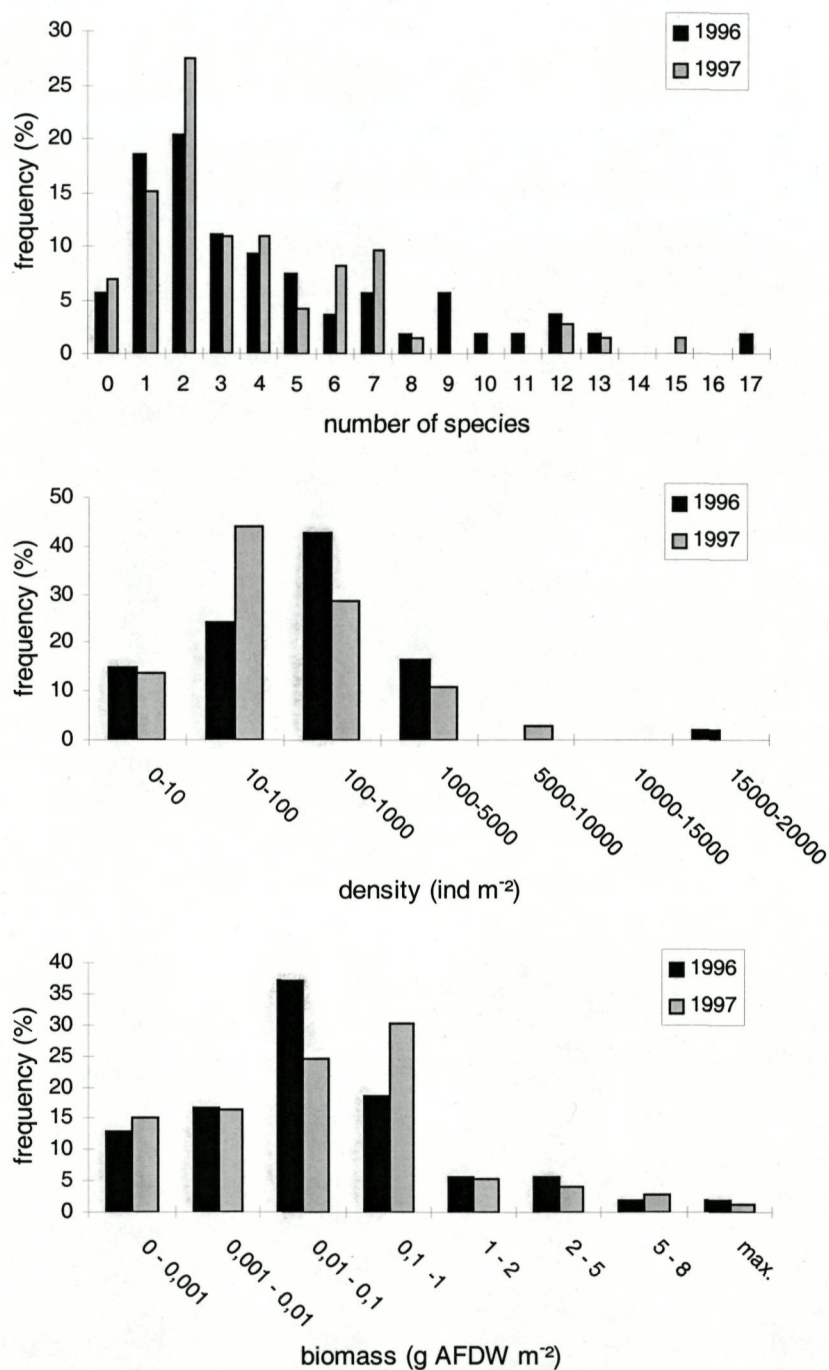 30
25
20
15
10
5
0
frequency (%)
1996
1997
0 1 2 3 4 5 6 7 8 9 10 11 12 13 14 15 16 17
number of species
50
40
30
20
10
0
frequency (%)
1996
1997
0-10
10-100
100-1000
1000-5000
5000-10000
10000-15000
15000-20000
density (ind m⁻²)
40
35
30
25
20
15
10
5
0
frequency (%)
1996
1997
0 - 0,001
0,001 - 0,01
0,01 - 0,1
0,1 -1
1 - 2
2 - 5
5 - 8
max.
biomass (g AFDW m⁻²)